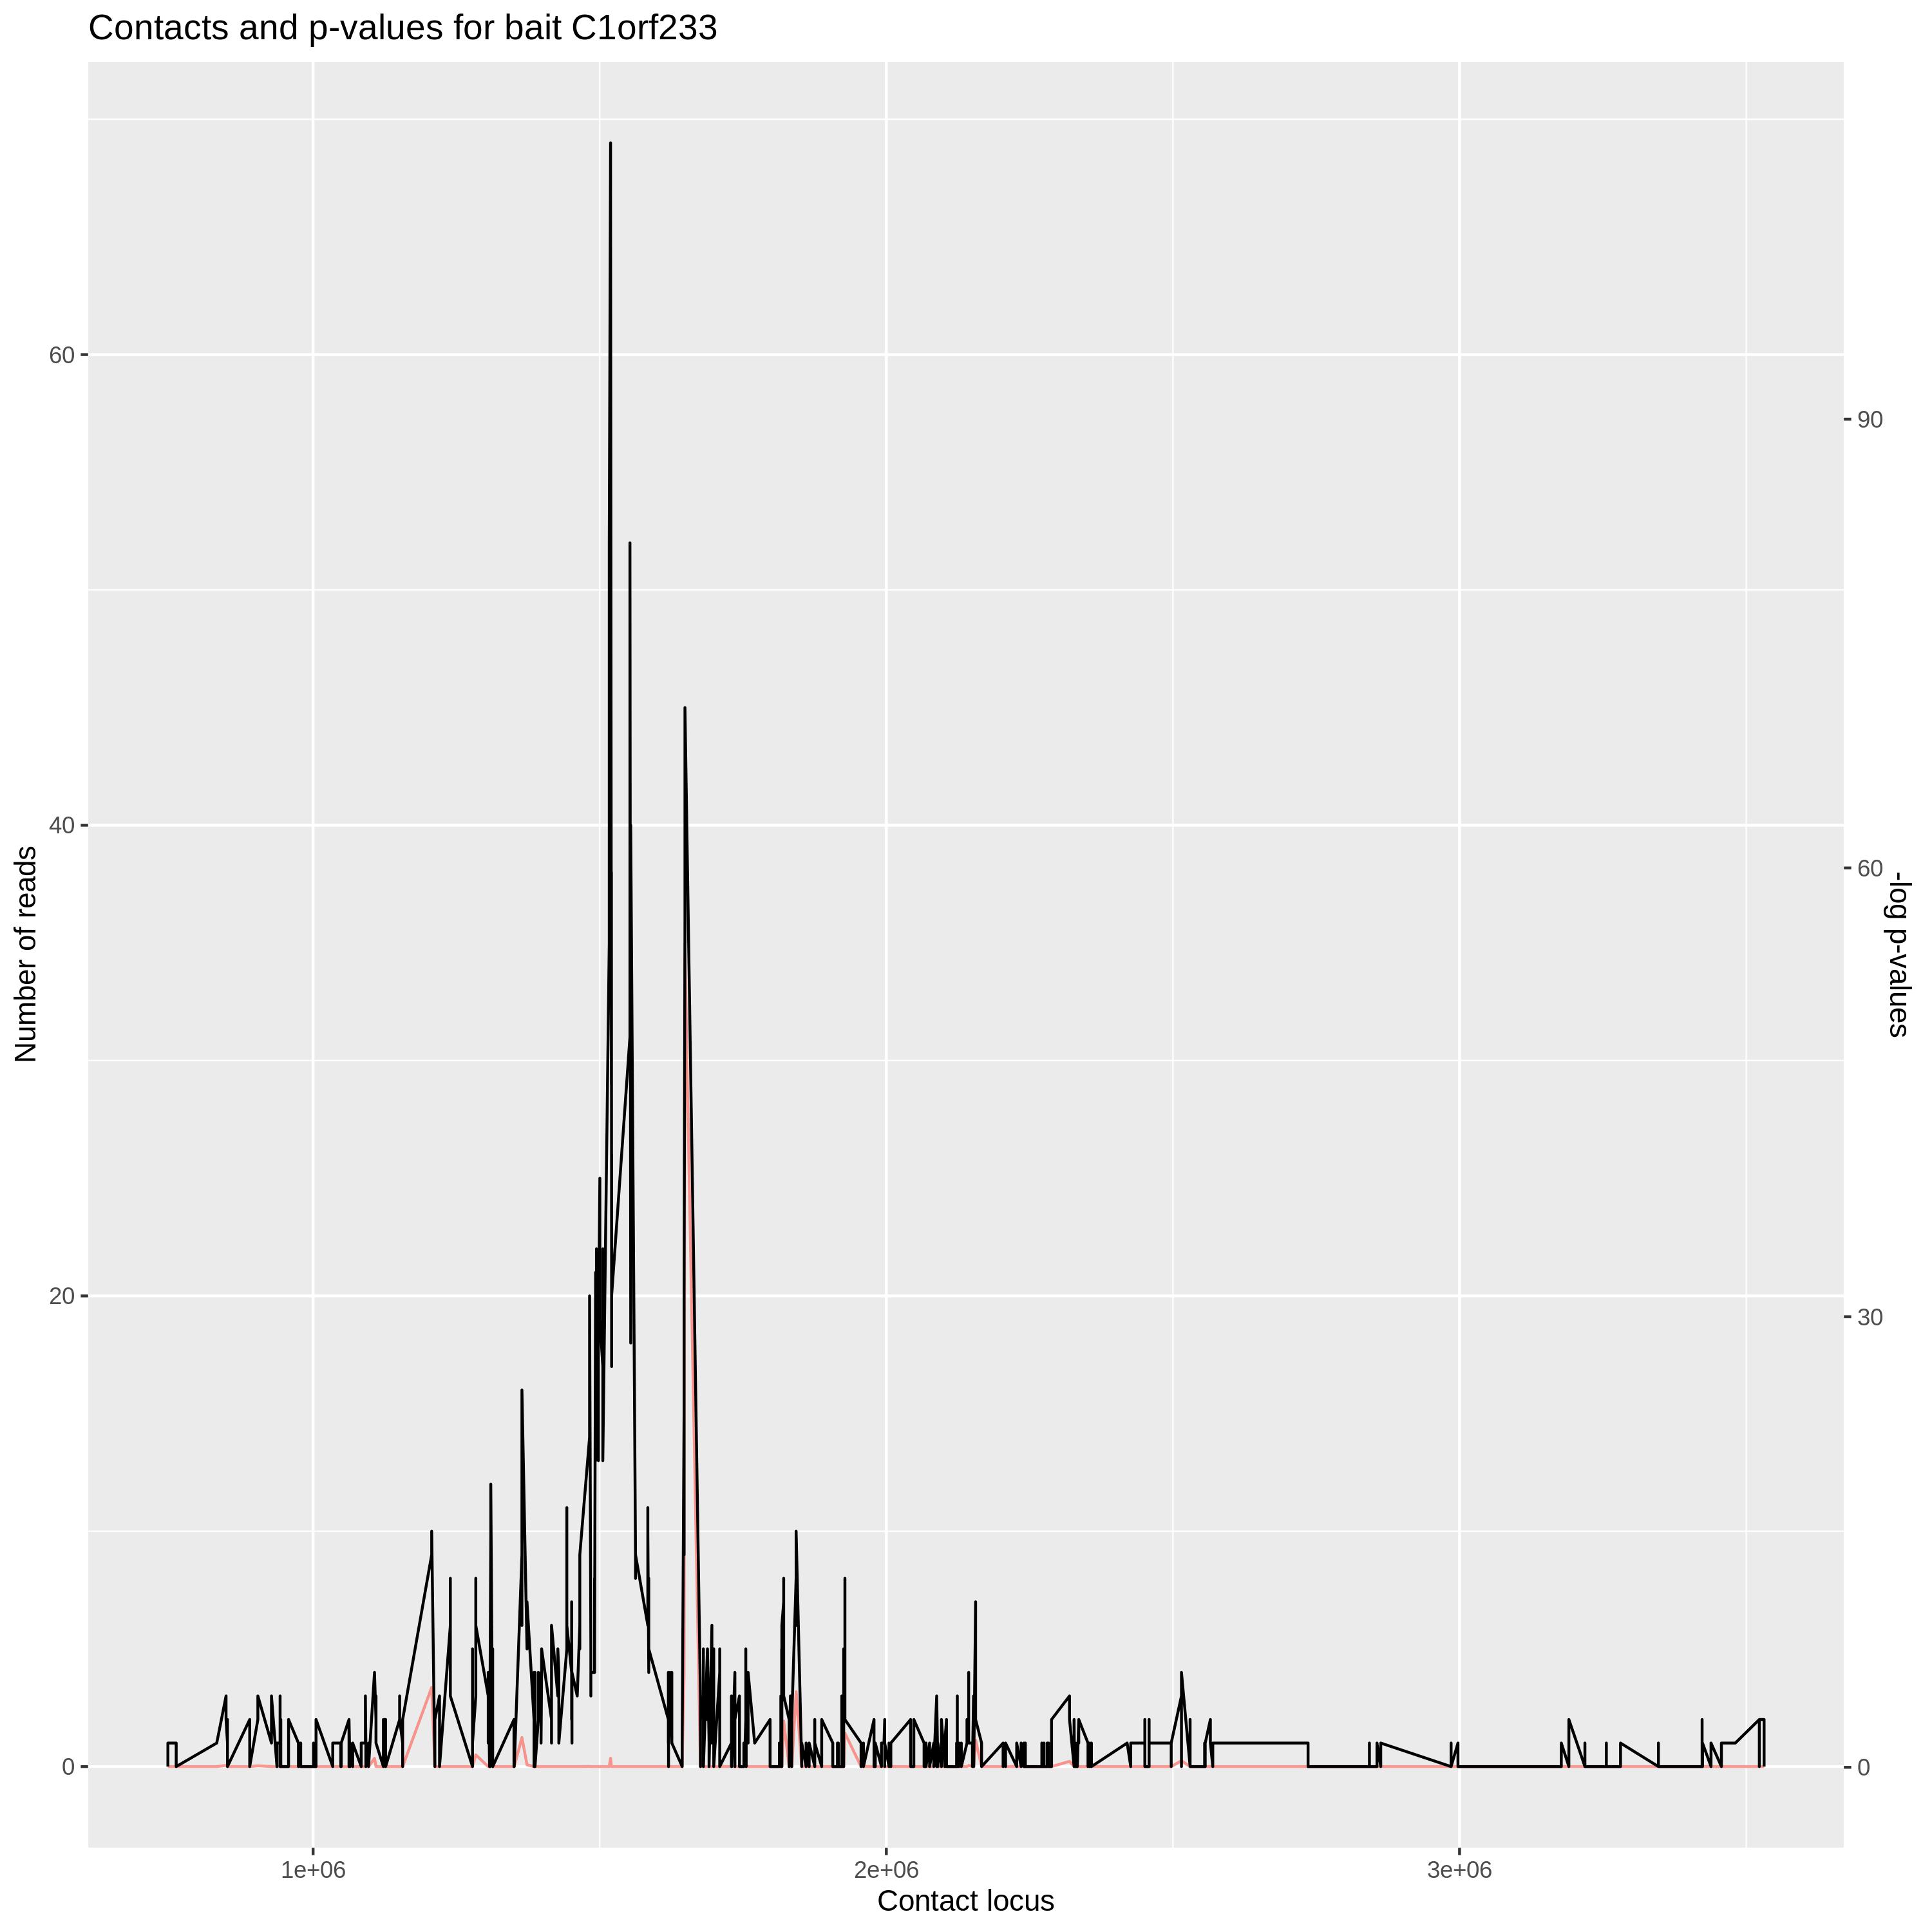 Contacts and p-values for bait C1orf233
60
40
20
0
Number of reads
90
60
30
0
-log p-values
1e+06
2e+06
3e+06
Contact locus